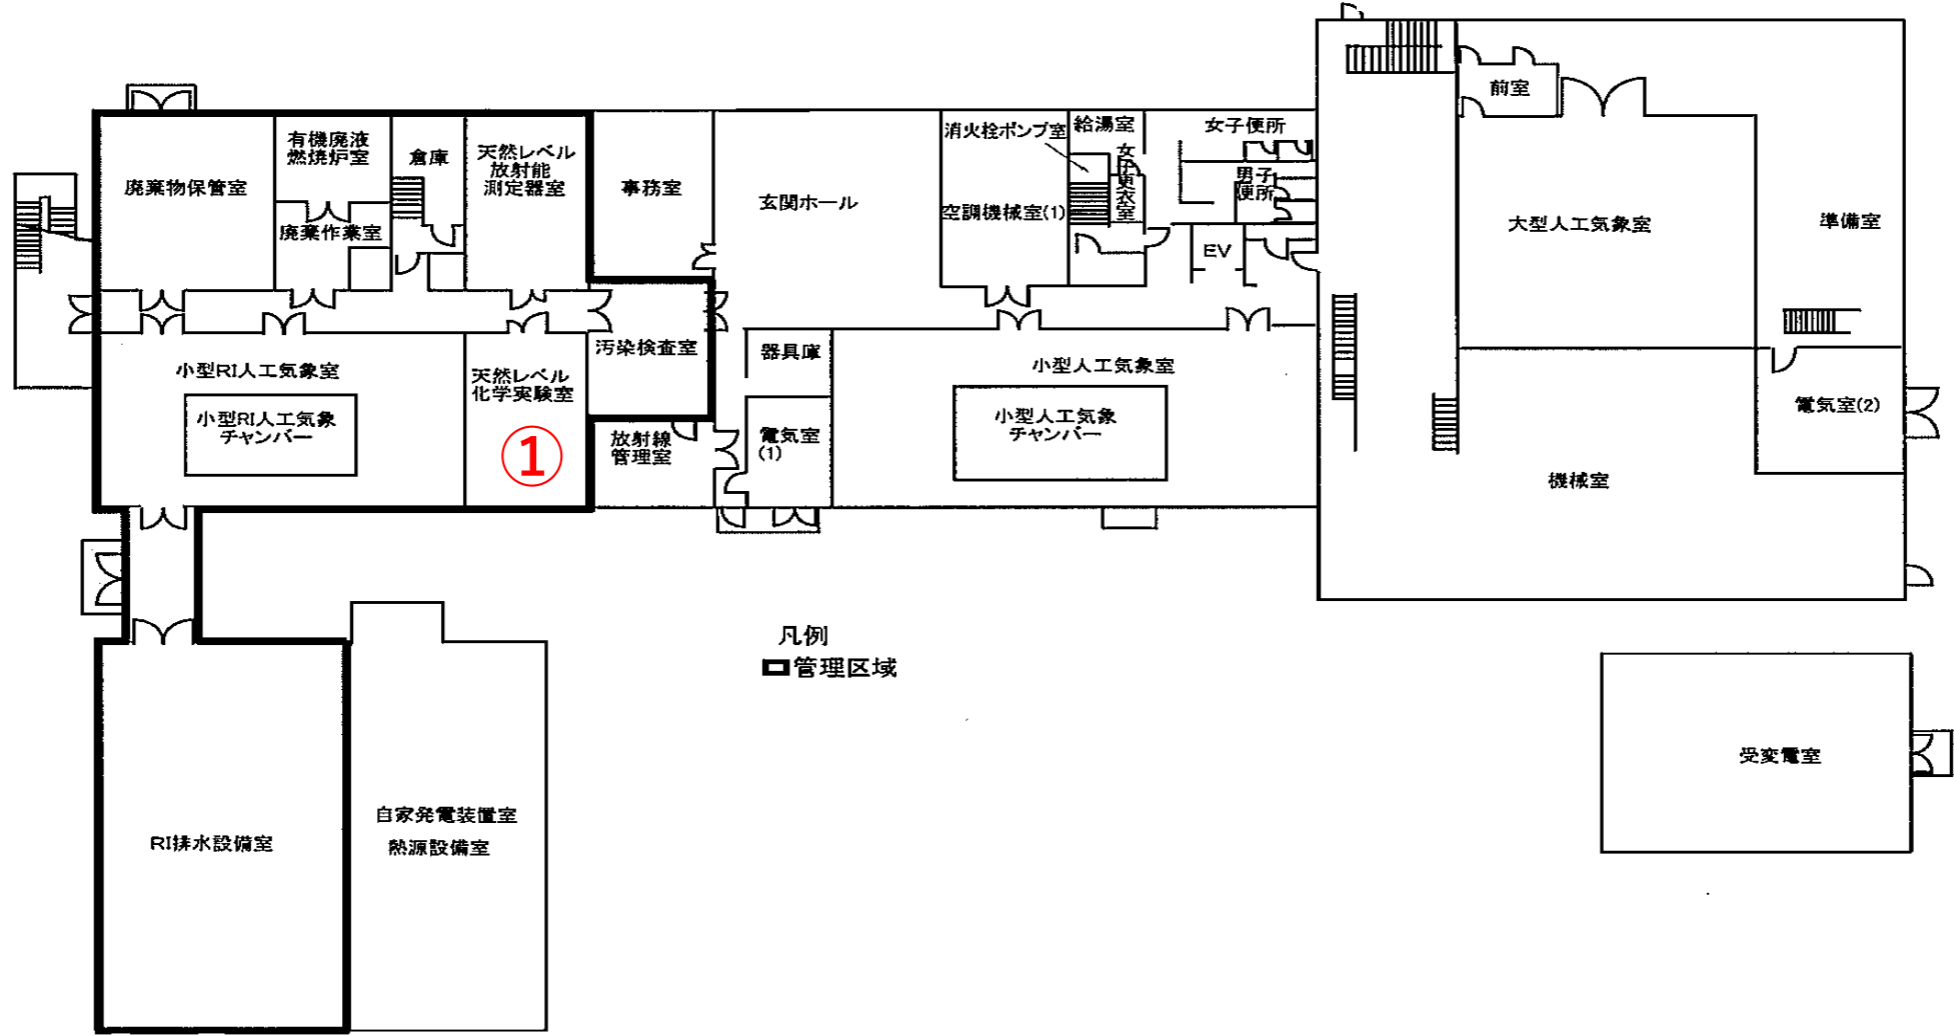 前室
有機廃液
燃焼炉室
倉庫
天然レベル
放射能
測定器室
廃棄物保管室
廃棄作業室
事務室
玄関ホール
消火栓ポンプ室
給湯室
女子更衣室
女子便所
男子
便所
空調機械室(1)
EV
大型人工気象室
準備室
小型RI人工気象室
小型RI人工気象
チャンバー
天然レベル
化学実験室
①
汚染検査室
放射線
管理室
器具庫
電気室
(1)
小型人工気象室
小型人工気象
チャンバー
電気室(2)
機械室
凡例
管理区域
RI排水設備室
自家発電装置室
熱源設備室
受変電室